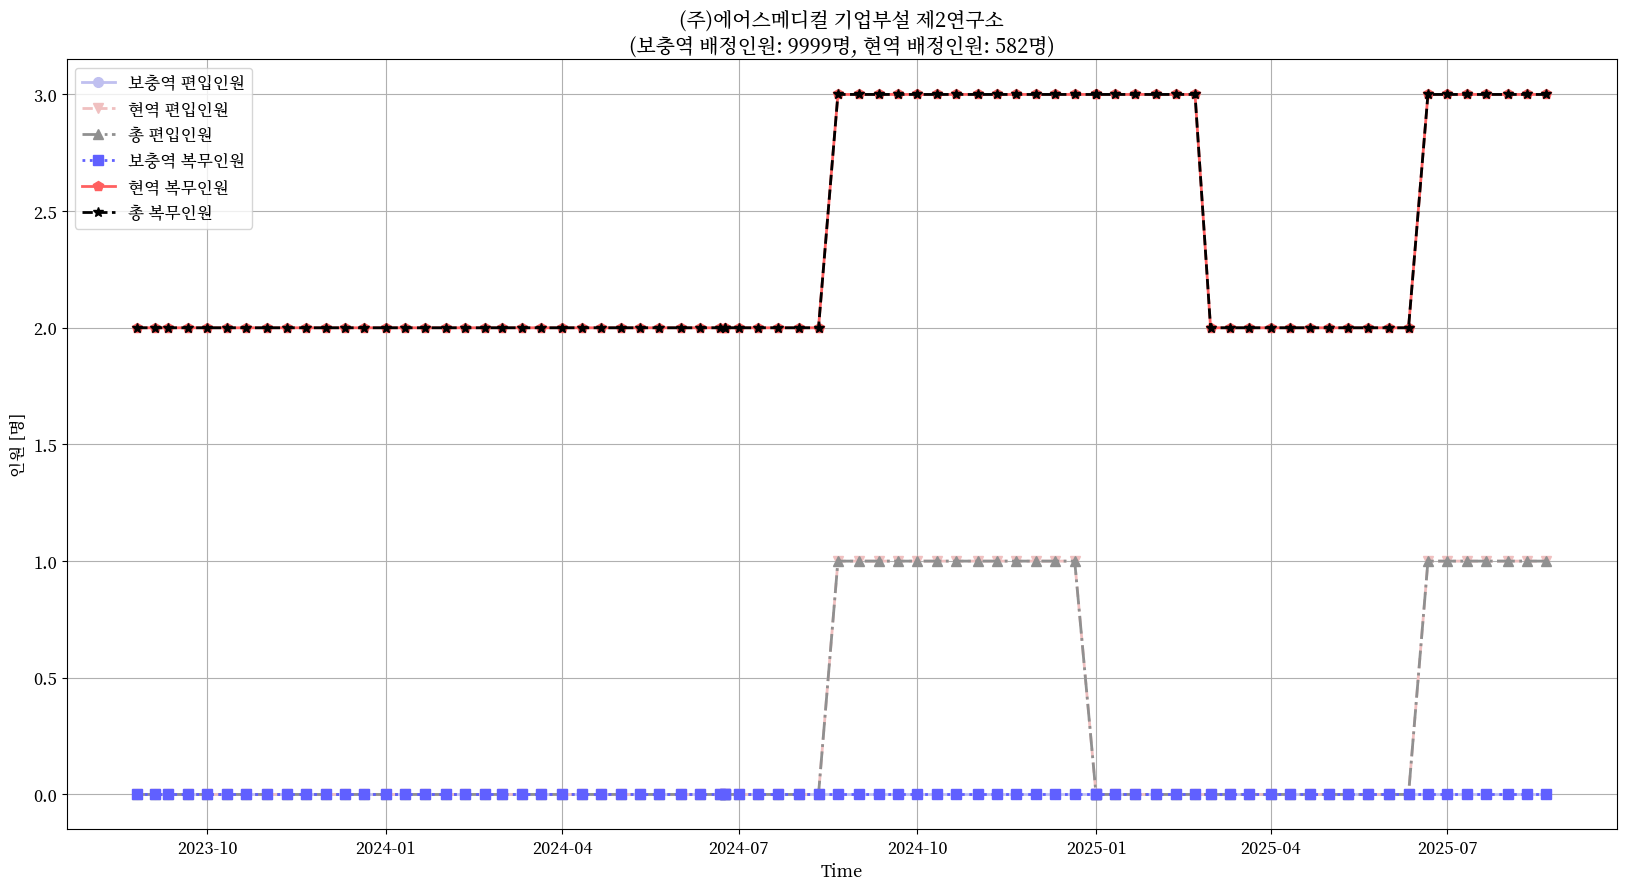 (주)에어스메디컬 기업부설 제2연구소
(보충역 배정인원: 9999명, 현역 배정인원: 582명)
보충역 편입인원
현역 편입인원
총 편입인원
보충역 복무인원
현역 복무인원
총 복무인원
3.0
2.5
2.0
1.5
1.0
0.5
0.0
인원 [명]
2023-10
2024-01
2024-04
2024-07
2024-10
2025-01
2025-04
2025-07
Time